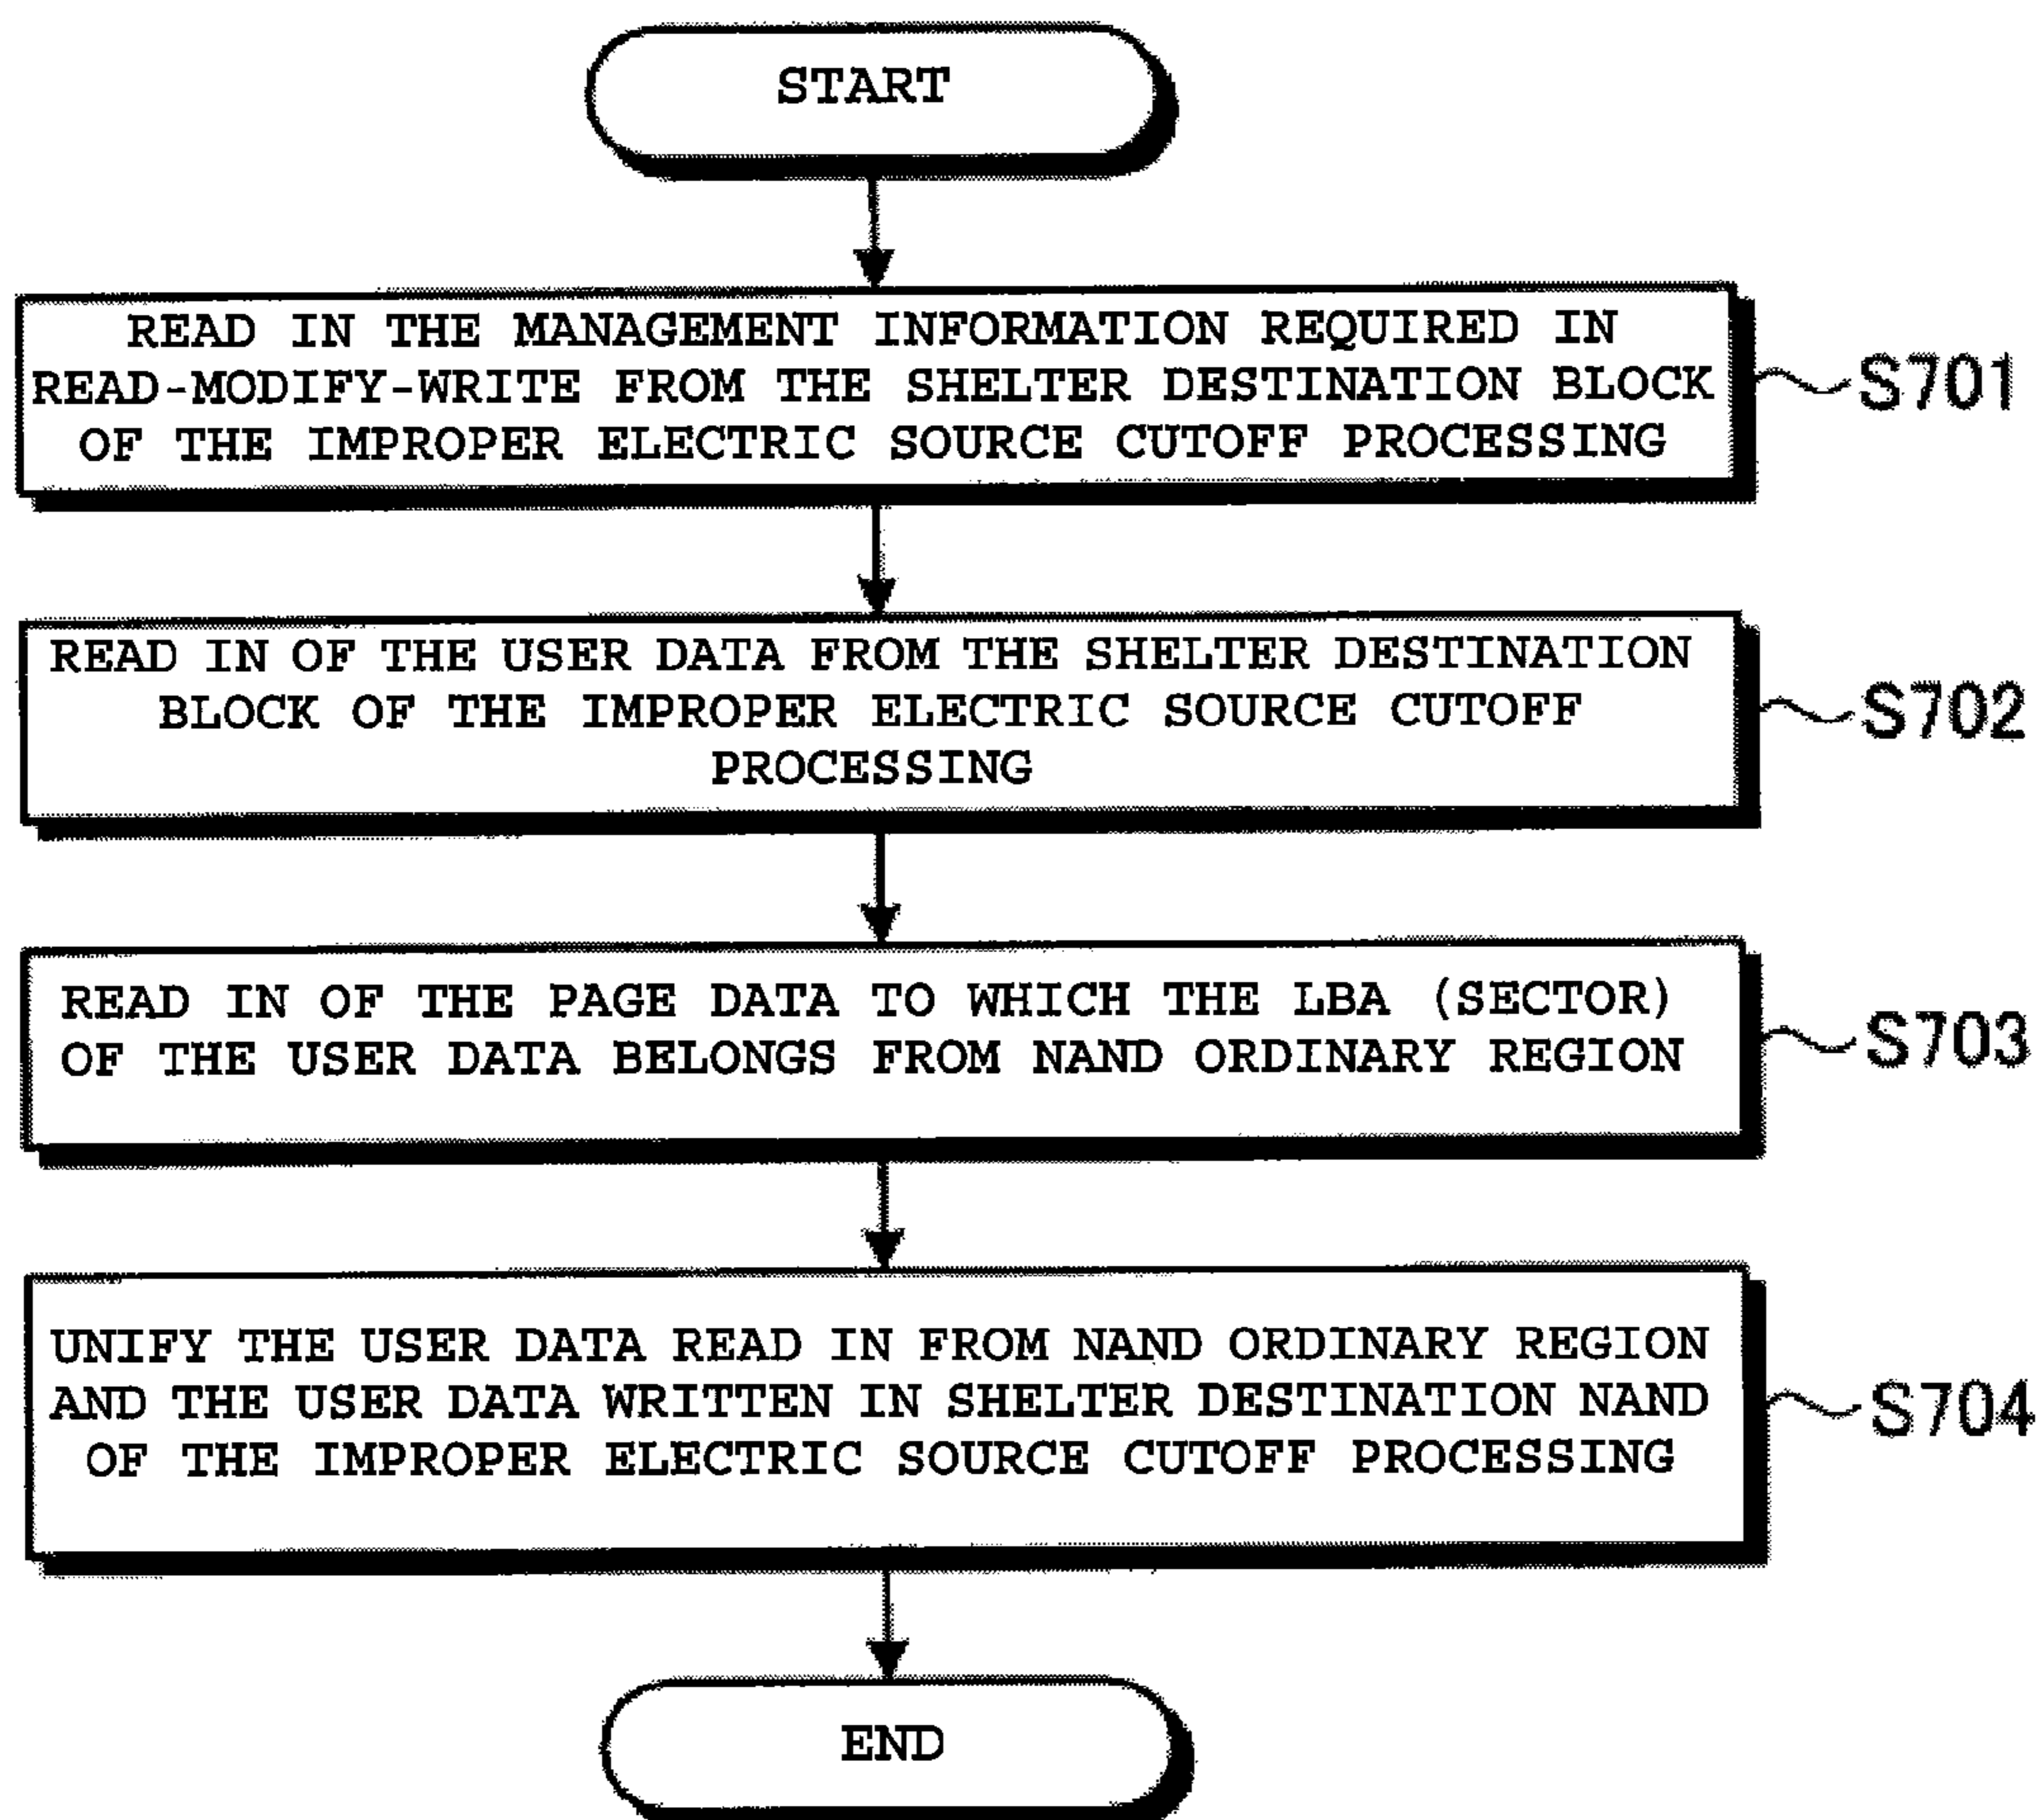 START
READ IN THE MANAGEMENT INFORMATION REQUIRED IN
READ-MODIFY-WRITE FROM THE SHELTER DESTINATION BLOCK
OF THE IMPROPER ELECTRIC SOURCE CUTOFF PROCESSING
S701
READ IN OF THE USER DATA FROM THE SHELTER DESTINATION
BLOCK OF THE IMPROPER ELECTRIC SOURCE CUTOFF
PROCESSING
S702
READ IN OF THE PAGE DATA TO WHICH THE LBA (SECTOR)
OF THE USER DATA BELONGS FROM NAND ORDINARY REGION
S703
UNIFY THE USER DATA READ IN FROM NAND ORDINARY REGION
AND THE USER DATA WRITTEN IN SHELTER DESTINATION NAND
OF THE IMPROPER ELECTRIC SOURCE CUTOFF PROCESSING
S704
END